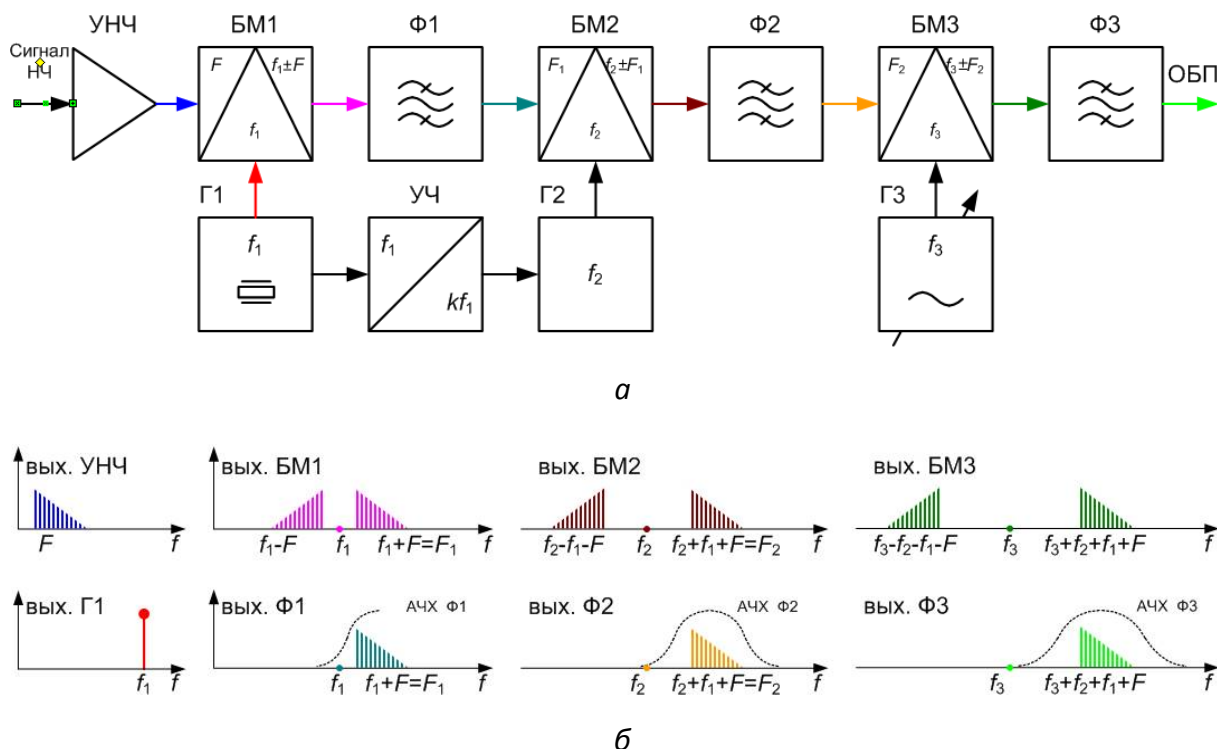 УНЧ БМ1 Ф1 БМ2 Ф2 БМ3 Ф3
Сигнал
НЧ
F f₁±F F₁ f₂±F₁ F₂ f₃±F₂ ОБП
f₁ f₂ f₃
Г1 УЧ Г2 Г3
f₁ f₁ f₂ f₃
kf₁
а
вых. УНЧ вых. БМ1 вых. БМ2 вых. БМ3
F f f₁-F f₁ f₁+F=F₁ f f₂-f₁-F f₂ f₂+f₁+F=F₂ f f₃-f₂-f₁-F f₃ f₃+f₂+f₁+F f
вых. Г1 вых. Ф1 АЧХ Ф1 вых. Ф2 АЧХ Ф2 вых. Ф3 АЧХ Ф3
f₁ f f₁ f₁+F=F₁ f f₂ f₂+f₁+F=F₂ f f₃ f₃+f₂+f₁+F f
б